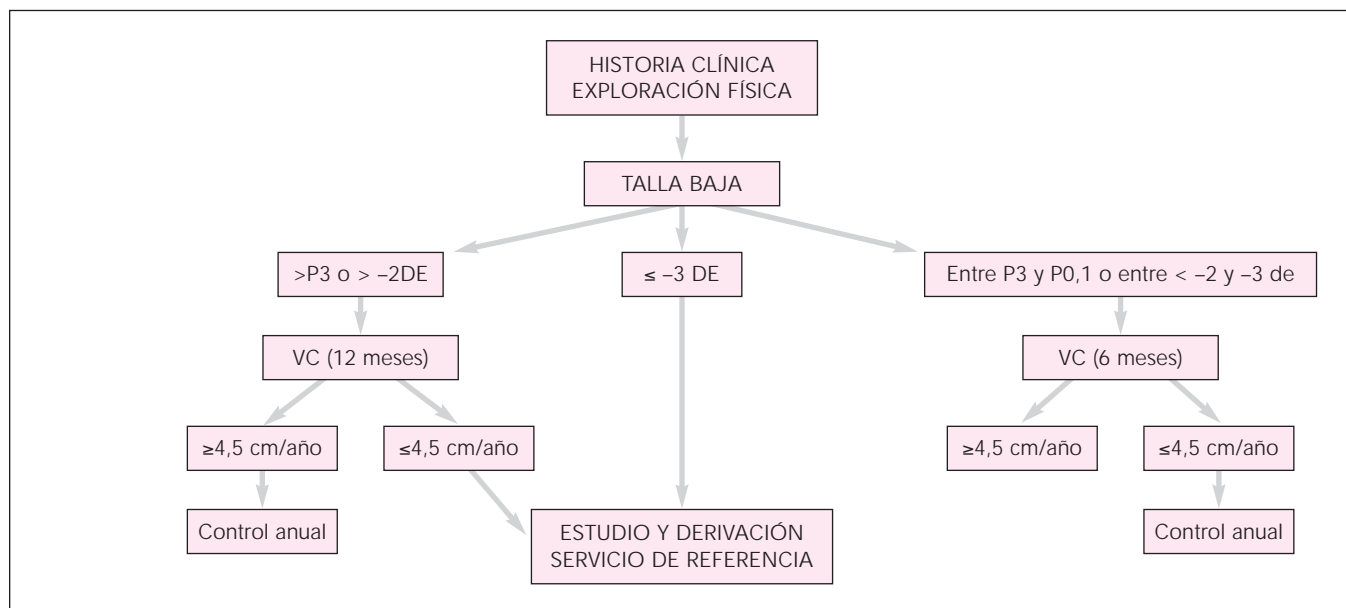 HISTORIA CLÍNICA
EXPLORACIÓN FÍSICA
TALLA BAJA
>P3 o > –2DE
≤ –3 DE
Entre P3 y P0,1 o entre < –2 y –3 de
VC (12 meses)
VC (6 meses)
≥4,5 cm/año
≤4,5 cm/año
≥4,5 cm/año
≤4,5 cm/año
Control anual
ESTUDIO Y DERIVACIÓN
SERVICIO DE REFERENCIA
Control anual